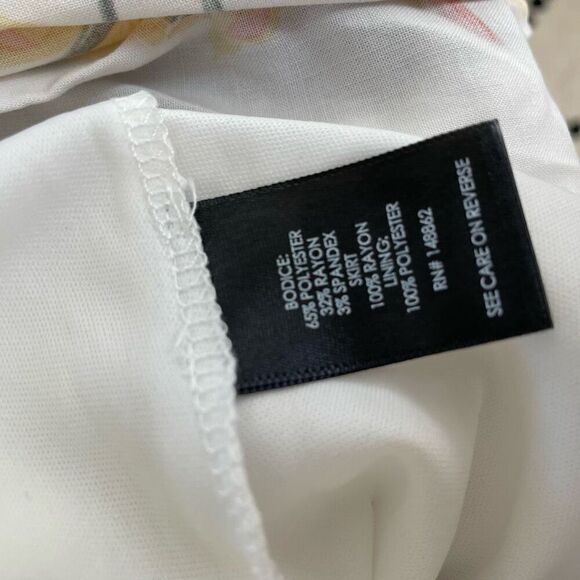 BODICE:
65% POLYESTER
32% RAYON
3% SPANDEX
SKIRT
100% RAYON
LINING:
100% POLYESTER
RN# 148862
SEE CARE ON REVERSE